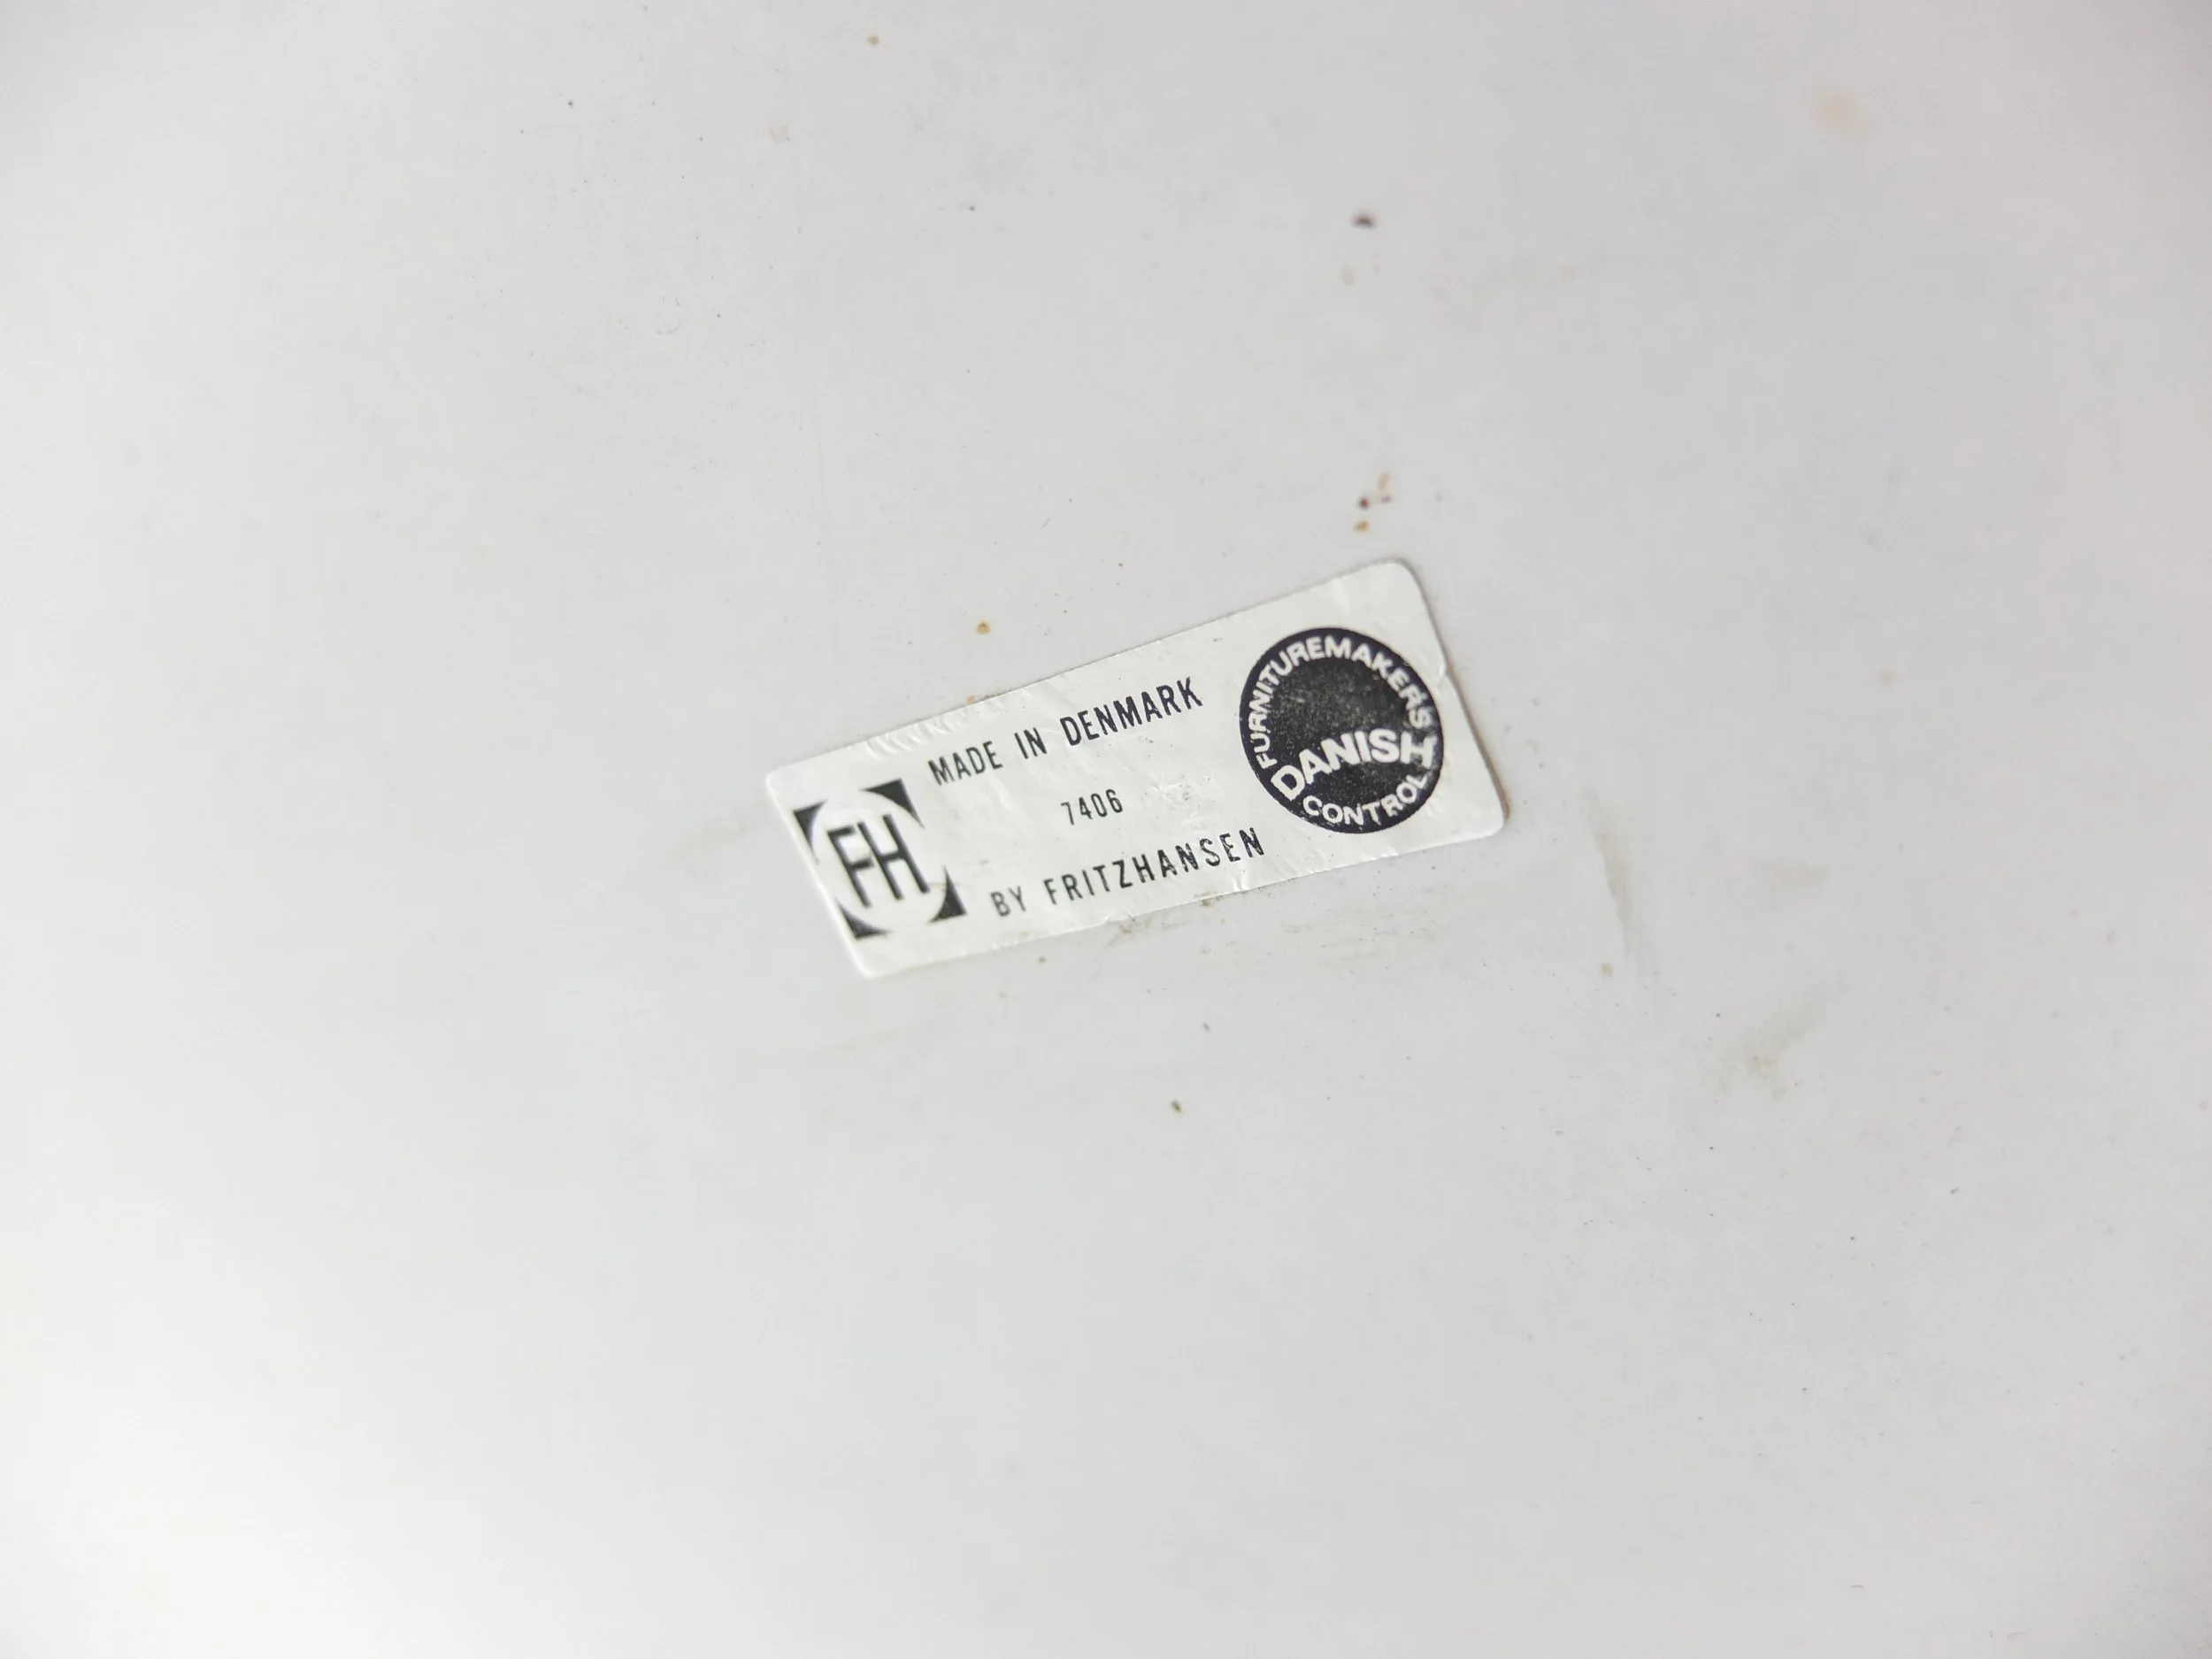 FH
MADE IN DENMARK
7406
BY FRITZHANSEN
FURNITUREMAKERS
DANISH
CONTROL